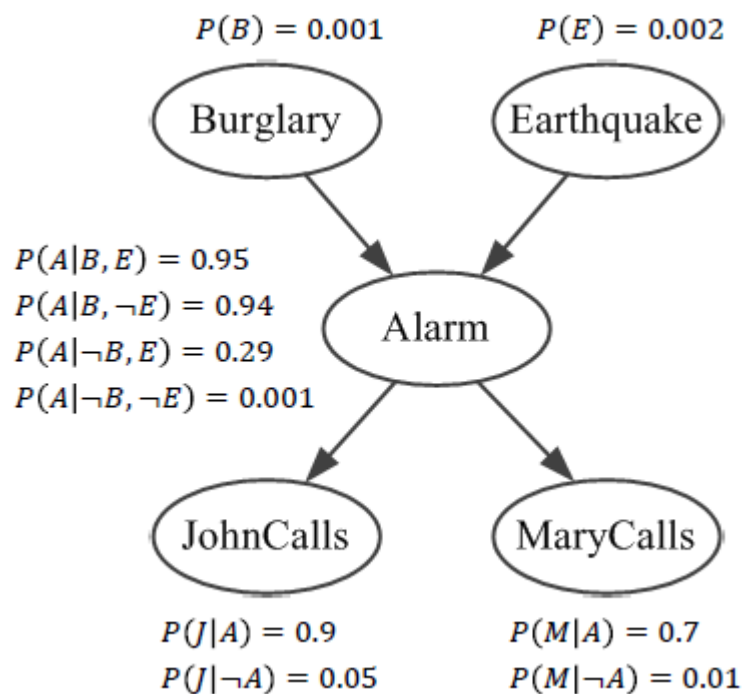 P(B) = 0.001
P(E) = 0.002
Burglary
Earthquake
P(A|B, E) = 0.95
P(A|B, ¬E) = 0.94
P(A|¬B, E) = 0.29
P(A|¬B, ¬E) = 0.001
Alarm
JohnCalls
MaryCalls
P(J|A) = 0.9
P(J|¬A) = 0.05
P(M|A) = 0.7
P(M|¬A) = 0.01